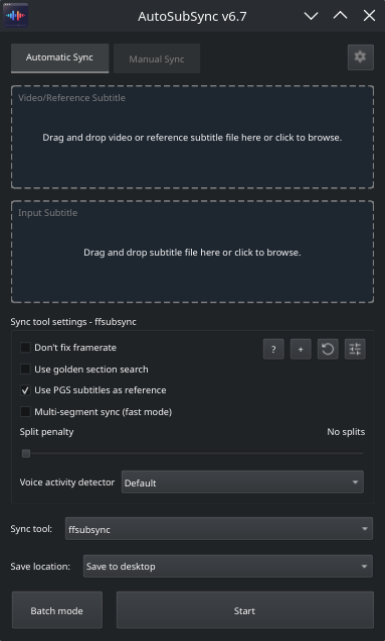 AutoSubSync v6.7
Automatic Sync
Manual Sync
Video/Reference Subtitle
Drag and drop video or reference subtitle file here or click to browse.
Input Subtitle
Drag and drop subtitle file here or click to browse.
Sync tool settings - ffsubsync
Don't fix framerate
? +
Use golden section search
Use PGS subtitles as reference
Multi-segment sync (fast mode)
Split penalty No splits
Voice activity detector Default
Sync tool: ffsubsync
Save location: Save to desktop
Batch mode Start